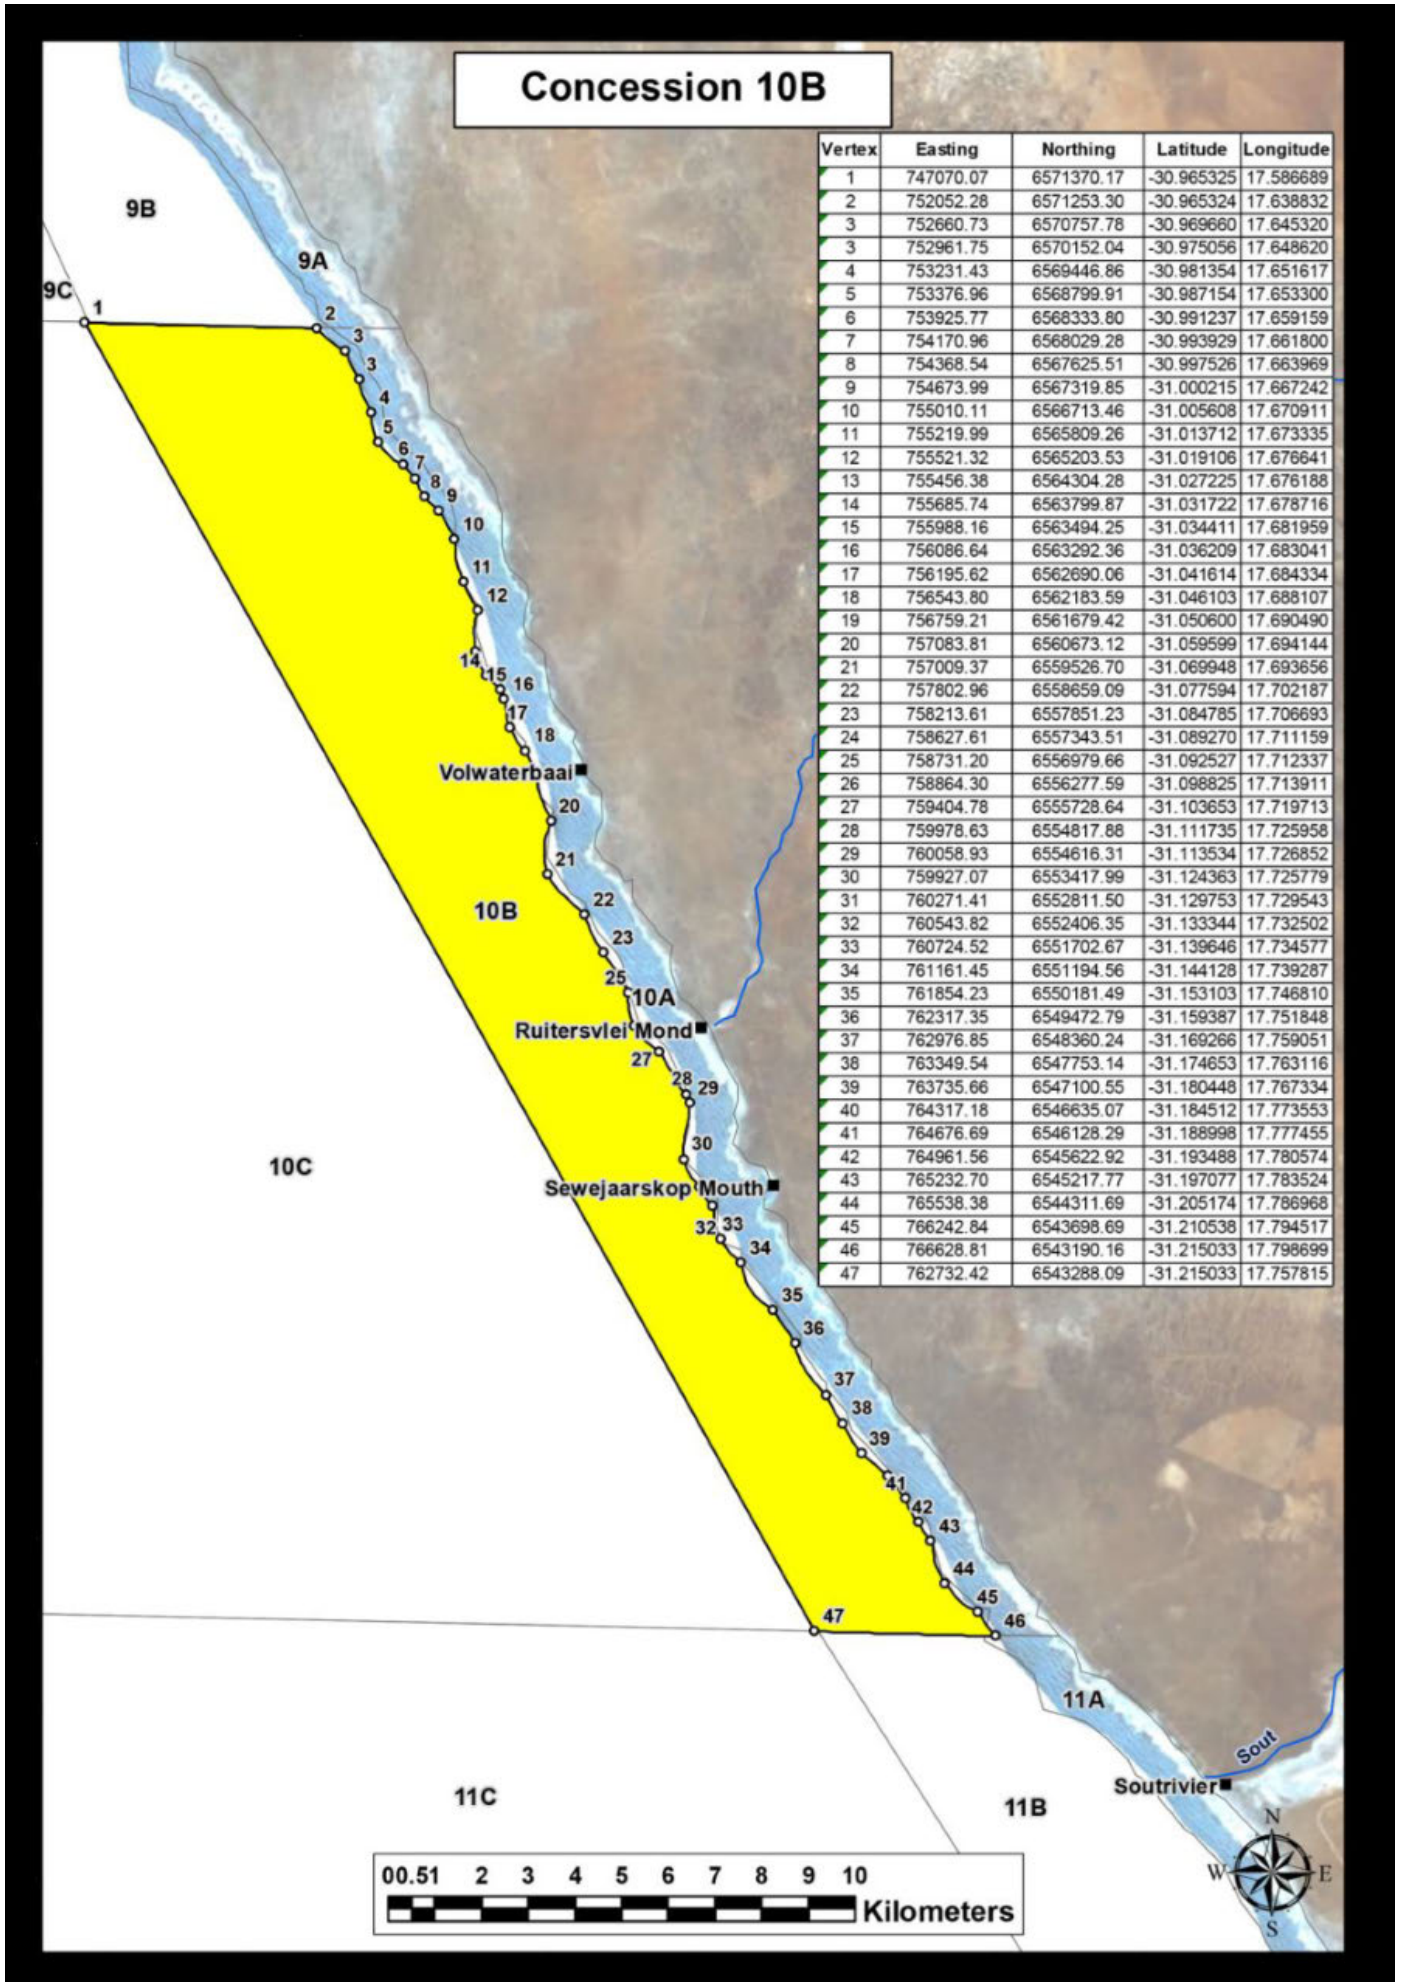 Concession 10B
Vertex Easting Northing Latitude Longitude
1 747070.07 6571370.17 -30.965325 17.586689
2 752052.28 6571253.30 -30.965324 17.638832
3 752660.73 6570757.78 -30.969660 17.645320
3 752961.75 6570152.04 -30.975056 17.648620
4 753231.43 6569446.86 -30.981354 17.651617
5 753376.96 6568799.91 -30.987154 17.653300
6 753925.77 6568333.80 -30.991237 17.659159
7 754170.96 6568029.28 -30.993929 17.661800
8 754368.54 6567625.51 -30.997526 17.663969
9 754673.99 6567319.85 -31.000215 17.667242
10 755010.11 6566713.46 -31.005608 17.670911
11 755219.99 6565809.26 -31.013712 17.673335
12 755521.32 6565203.53 -31.019106 17.676641
13 755456.38 6564304.28 -31.027225 17.676188
14 755685.74 6563799.87 -31.031722 17.678716
15 755988.16 6563494.25 -31.034411 17.681959
16 756086.64 6563292.36 -31.036209 17.683041
17 756195.62 6562690.06 -31.041614 17.684334
18 756543.80 6562183.59 -31.046103 17.688107
19 756759.21 6561679.42 -31.050600 17.690490
20 757083.81 6560673.12 -31.059599 17.694144
21 757009.37 6559526.70 -31.069948 17.693656
22 757802.96 6558659.09 -31.077594 17.702187
23 758213.61 6557851.23 -31.084785 17.706693
24 758627.61 6557343.51 -31.089270 17.711159
25 758731.20 6556979.66 -31.092527 17.712337
26 758864.30 6556277.59 -31.098825 17.713911
27 759404.78 6555728.64 -31.103653 17.719713
28 759978.63 6554817.88 -31.111735 17.725958
29 760058.93 6554616.31 -31.113534 17.726852
30 759927.07 6553417.99 -31.124363 17.725779
31 760271.41 6552811.50 -31.129753 17.729543
32 760543.82 6552406.35 -31.133344 17.732502
33 760724.52 6551702.67 -31.139646 17.734577
34 761161.45 6551194.56 -31.144128 17.739287
35 761854.23 6550181.49 -31.153103 17.746810
36 762317.35 6549472.79 -31.159387 17.751848
37 762976.85 6548360.24 -31.169266 17.759051
38 763349.54 6547753.14 -31.174653 17.763116
39 763735.66 6547100.55 -31.180448 17.767334
40 764317.18 6546635.07 -31.184512 17.773553
41 764676.69 6546128.29 -31.188998 17.777455
42 764961.56 6545622.92 -31.193488 17.780574
43 765232.70 6545217.77 -31.197077 17.783524
44 765538.38 6544311.69 -31.205174 17.786968
45 766242.84 6543698.69 -31.210538 17.794517
46 766628.81 6543190.16 -31.215033 17.798699
47 762732.42 6543288.09 -31.215033 17.757815
9B
9A
9C
1
2
3
3
4
5
6
7
8
9
10
11
12
14
15
16
17
18
Volwaterbaai
20
21
10B
22
23
25
10A
Ruitersvlei Mond
27
28
29
30
10C
Sewejaarskop Mouth
32
33
34
35
36
37
38
39
41
42
43
44
45
47
46
11A
Sout
Soutrivier
11C
11B
00.51 2 3 4 5 6 7 8 9 10
Kilometers
N
W
E
S